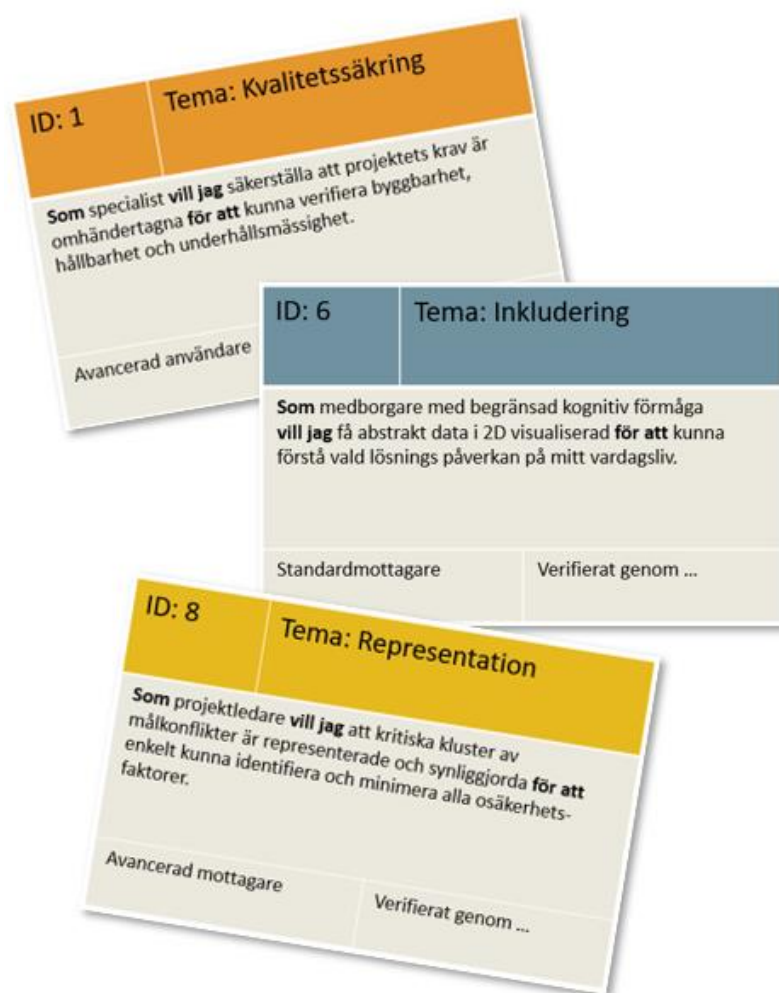 ID: 1
Tema: Kvalitetssäkring
Som specialist vill jag säkerställa att projektets krav är
omhändertagna för att kunna verifiera byggbarhet,
hållbarhet och underhållsmässighet.
Avancerad användare
ID: 6
Tema: Inkludering
Som medborgare med begränsad kognitiv förmåga
vill jag få abstrakt data i 2D visualiserad för att kunna
förstå vald lösnings påverkan på mitt vardagsliv.
Standardmottagare
Verifierat genom ...
ID: 8
Tema: Representation
Som projektledare vill jag att kritiska kluster av
målkonflikter är representerade och synliggjorda för att
enkelt kunna identifiera och minimera alla osäkerhets-
faktorer.
Avancerad mottagare
Verifierat genom ...